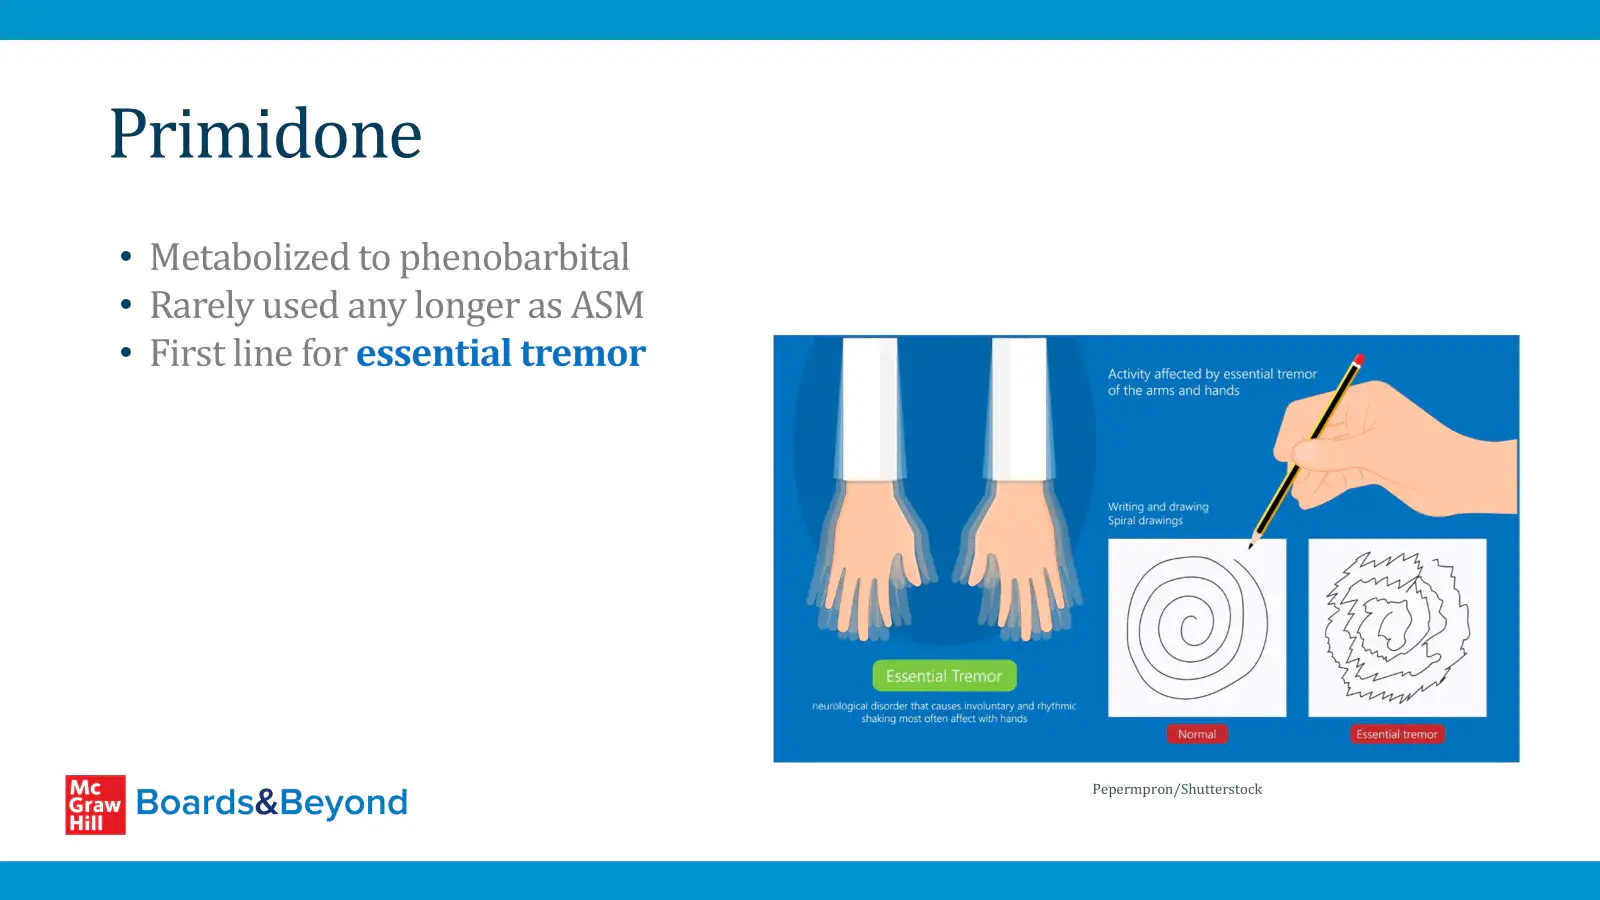 Primidone
• Metabolized to phenobarbital
• Rarely used any longer as ASM
• First line for essential tremor
Activity affected by essential tremor
of the arms and hands
Writing and drawing
Spiral drawings
Essential Tremor
neurological disorder that causes involuntary and rhythmic
shaking most often affect with hands
Normal
Essential tremor
Pepermpron/Shutterstock
Mc
Graw
Hill
Boards&Beyond